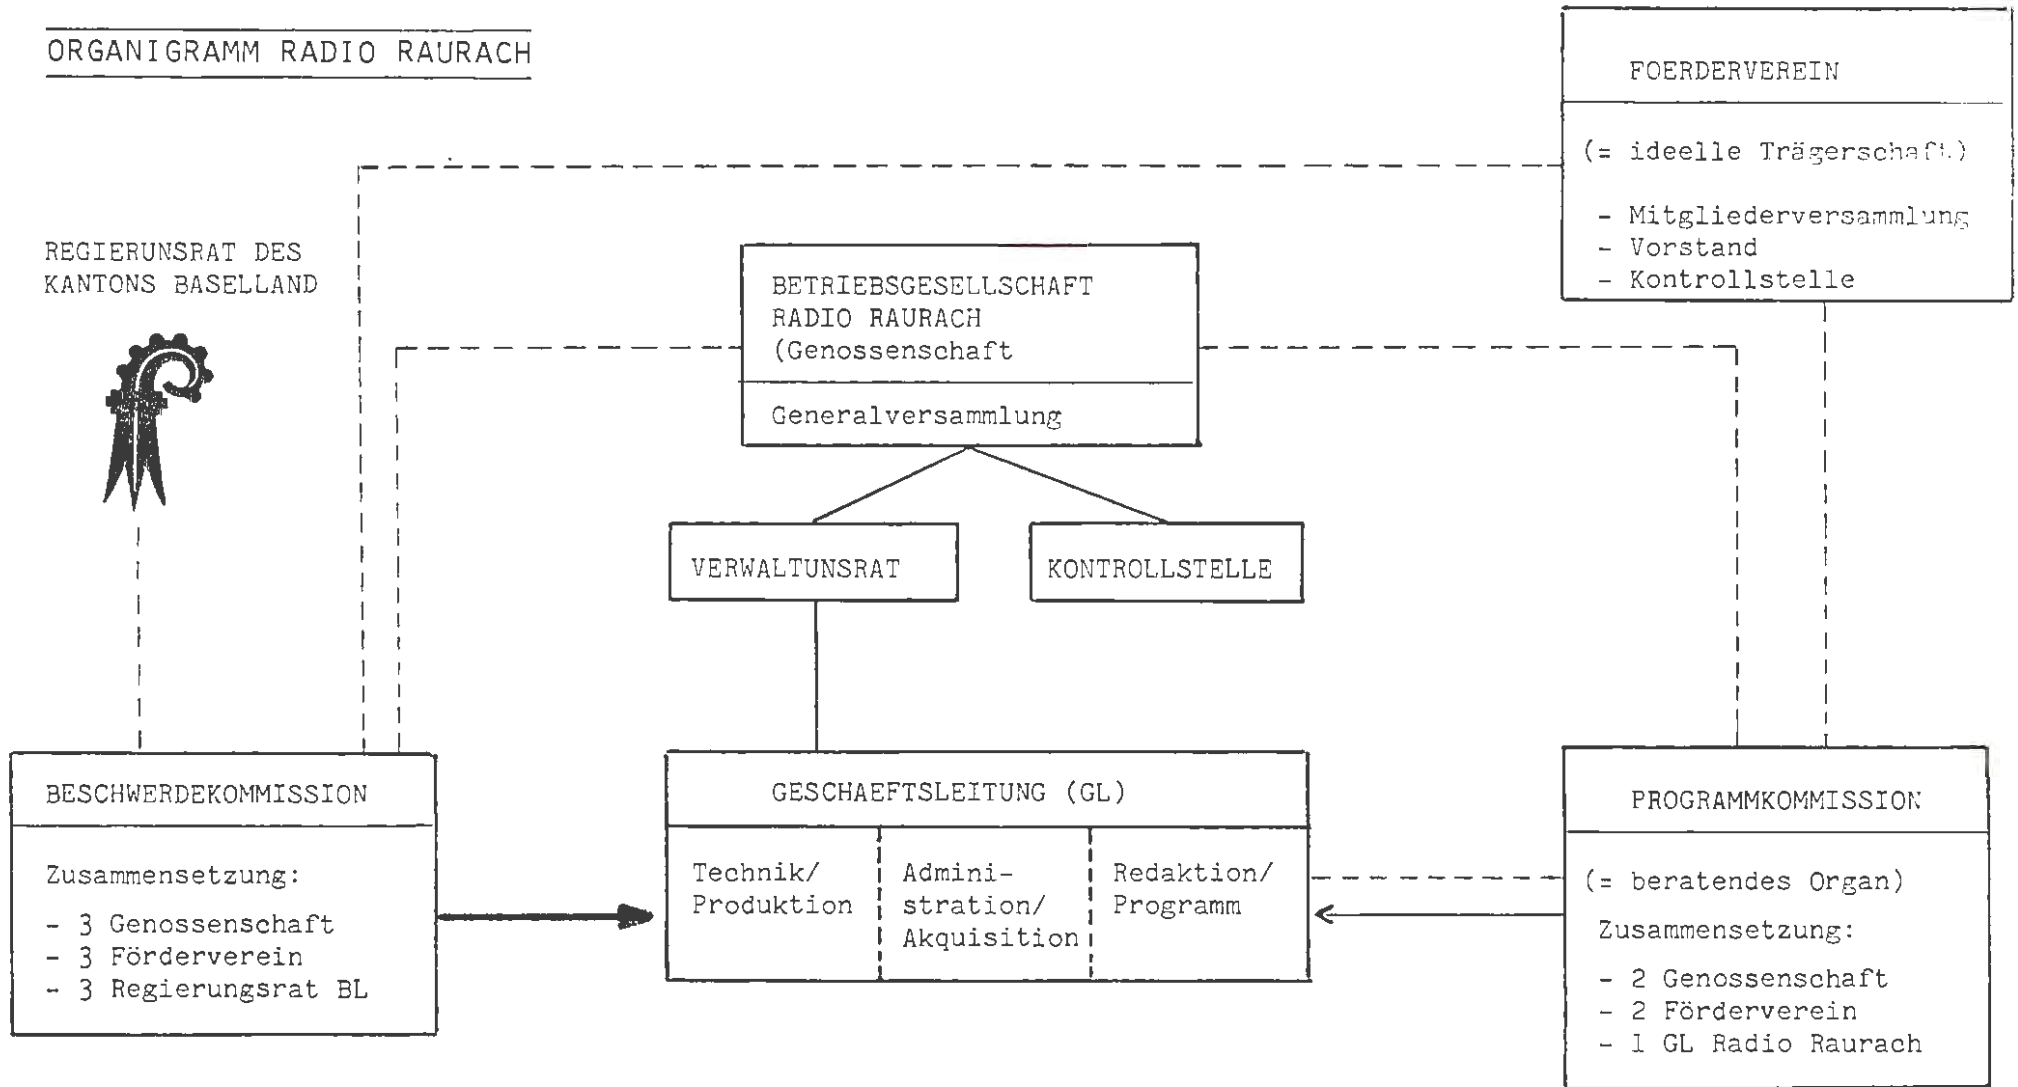 ORGANIGRAMM RADIO RAURACH
FOERDERVEREIN
(= ideelle Trägerschaft)
- Mitgliederversammlung
- Vorstand
- Kontrollstelle
REGIERUNSRAT DES
KANTONS BASELLAND
BETRIEBSGESELLSCHAFT
RADIO RAURACH
(Genossenschaft
Generalversammlung
VERWALTUNSRAT
KONTROLLSTELLE
BESCHWERDEKOMMISSION
Zusammensetzung:
- 3 Genossenschaft
- 3 Förderverein
- 3 Regierungsrat BL
GESCHAEFTSLEITUNG (GL)
Technik/
Produktion
Admini-
stration/
Akquisition
Redaktion/
Programm
PROGRAMMKOMMISSION
(= beratendes Organ)
Zusammensetzung:
- 2 Genossenschaft
- 2 Förderverein
- 1 GL Radio Raurach